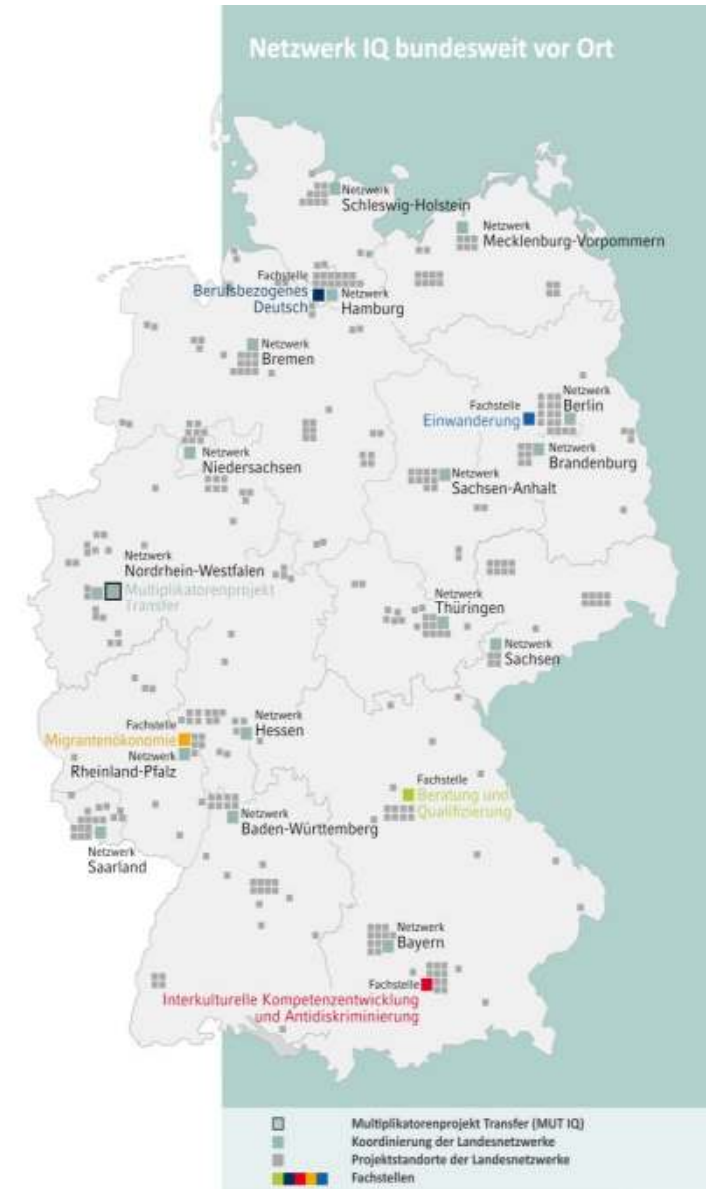 Netzwerk IQ bundesweit vor Ort
Netzwerk
Schleswig-Holstein
Netzwerk
Mecklenburg-Vorpommern
Fachstelle
Berufsbezogenes
Deutsch
Netzwerk
Hamburg
Netzwerk
Bremen
Netzwerk
Berlin
Fachstelle
Einwanderung
Netzwerk
Brandenburg
Netzwerk
Niedersachsen
Netzwerk
Sachsen-Anhalt
Netzwerk
Nordrhein-Westfalen
Multiplikatorenprojekt
Transfer
Netzwerk
Thüringen
Netzwerk
Sachsen
Netzwerk
Hessen
Fachstelle
Migrantenökonomie
Netzwerk
Rheinland-Pfalz
Fachstelle
Beratung und
Qualifizierung
Netzwerk
Baden-Württemberg
Netzwerk
Saarland
Netzwerk
Bayern
Fachstelle
Interkulturelle Kompetenzentwicklung
und Antidiskriminierung
Multiplikatorenprojekt Transfer (MUT IQ)
Koordinierung der Landesnetzwerke
Projektstandorte der Landesnetzwerke
Fachstellen